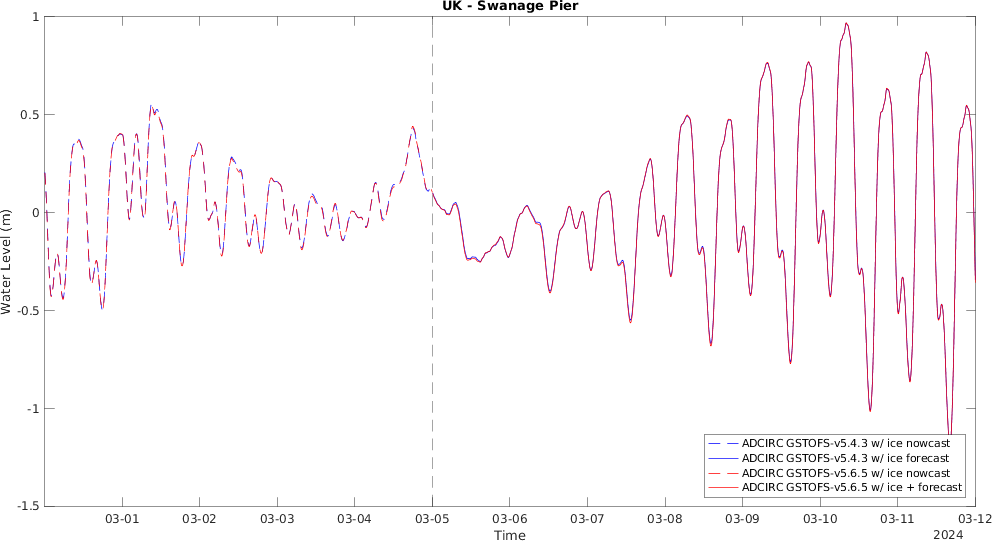 UK - Swanage Pier
1
0.5
0
-0.5
-1
-1.5
Water Level (m)
03-01 03-02 03-03 03-04 03-05 03-06 03-07 03-08 03-09 03-10 03-11 03-12
Time
2024
ADCIRC GSTOFS-v5.4.3 w/ ice nowcast
ADCIRC GSTOFS-v5.4.3 w/ ice forecast
ADCIRC GSTOFS-v5.6.5 w/ ice nowcast
ADCIRC GSTOFS-v5.6.5 w/ ice + forecast